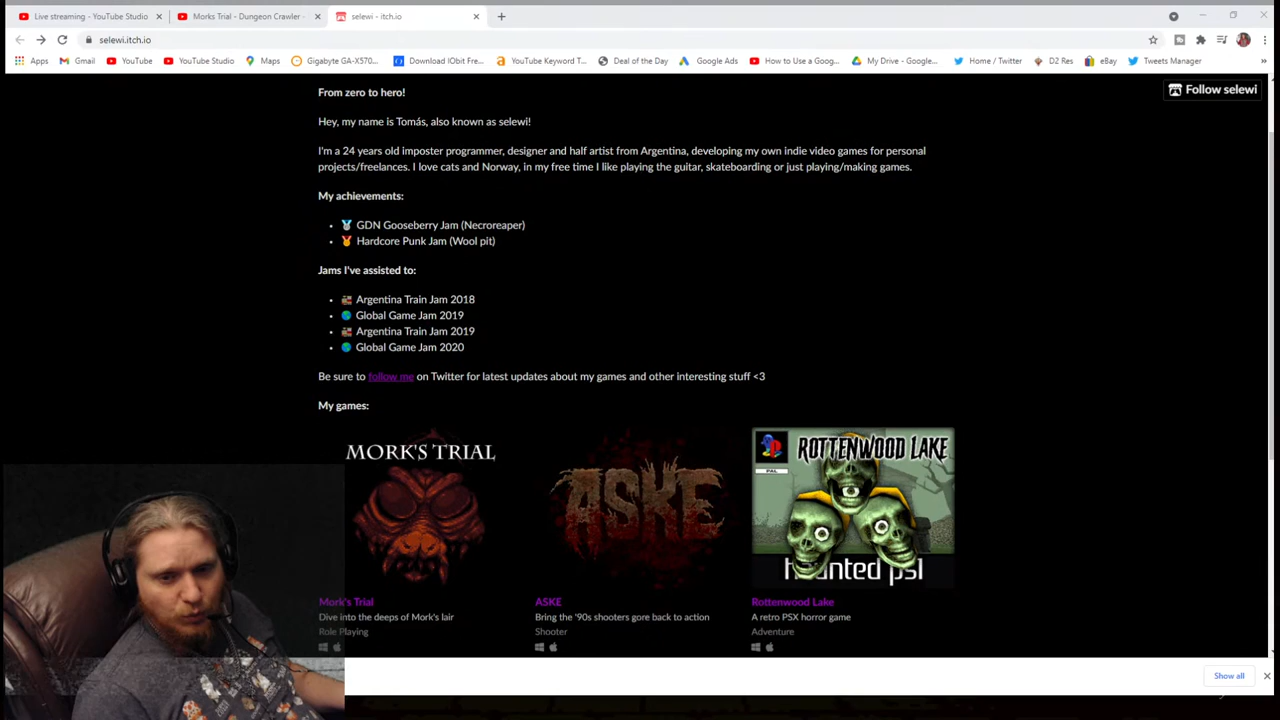 Live streaming - YouTube Studio
Morks Trial - Dungeon Crawler -
selewi - itch.io
selewi.itch.io
Apps
Gmail
YouTube
YouTube Studio
Maps
Gigabyte GA-X570...
Download IObit Fre...
YouTube Keyword T...
Deal of the Day
Google Ads
How to Use a Goog...
My Drive - Google...
Home / Twitter
D2 Res
eBay
Tweets Manager
Follow selewi
From zero to hero!
Hey, my name is Tomás, also known as selewi!
I'm a 24 years old imposter programmer, designer and half artist from Argentina, developing my own indie video games for personal
projects/freelances. I love cats and Norway, in my free time I like playing the guitar, skateboarding or just playing/making games.
My achievements:
GDN Gooseberry Jam (Necroreaper)
Hardcore Punk Jam (Wool pit)
Jams I've assisted to:
Argentina Train Jam 2018
Global Game Jam 2019
Argentina Train Jam 2019
Global Game Jam 2020
Be sure to follow me on Twitter for latest updates about my games and other interesting stuff <3
My games:
MORK'S TRIAL
ASKE
ROTTENWOOD LAKE
PAL
haunted ps1
Mork's Trial
Dive into the deeps of Mork's lair
Role Playing
ASKE
Bring the '90s shooters gore back to action
Shooter
Rottenwood Lake
A retro PSX horror game
Adventure
Show all